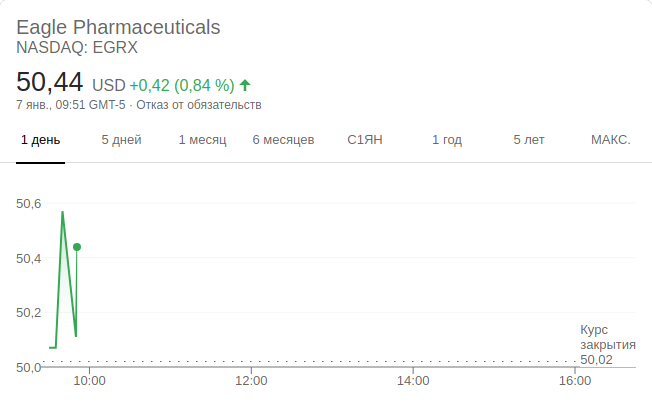 Eagle Pharmaceuticals
NASDAQ: EGRX
50,44 USD +0,42 (0,84 %)
7 янв., 09:51 GMT-5 · Отказ от обязательств
1 день 5 дней 1 месяц 6 месяцев С1ЯН 1 год 5 лет МАКС.
50,6
50,4
50,2
Курс
закрытия
50,02
50,0
10:00 12:00 14:00 16:00